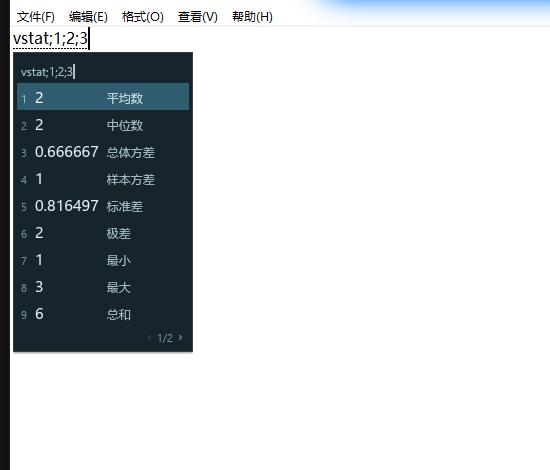 文件(F) 编辑(E) 格式(O) 查看(V) 帮助(H)
vstat;1;2;3
vstat;1;2;3
1 2 平均数
2 2 中位数
3 0.666667 总体方差
4 1 样本方差
5 0.816497 标准差
6 2 极差
7 1 最小
8 3 最大
9 6 总和
‹ 1/2 ›